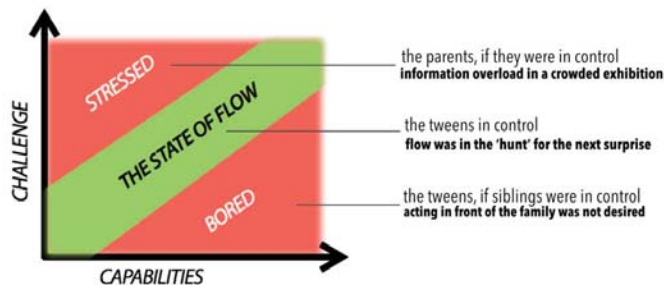 CHALLENGE
STRESSED
THE STATE OF FLOW
BORED
CAPABILITIES
the parents, if they were in control
information overload in a crowded exhibition
the tweens in control
flow was in the 'hunt' for the next surprise
the tweens, if siblings were in control
acting in front of the family was not desired